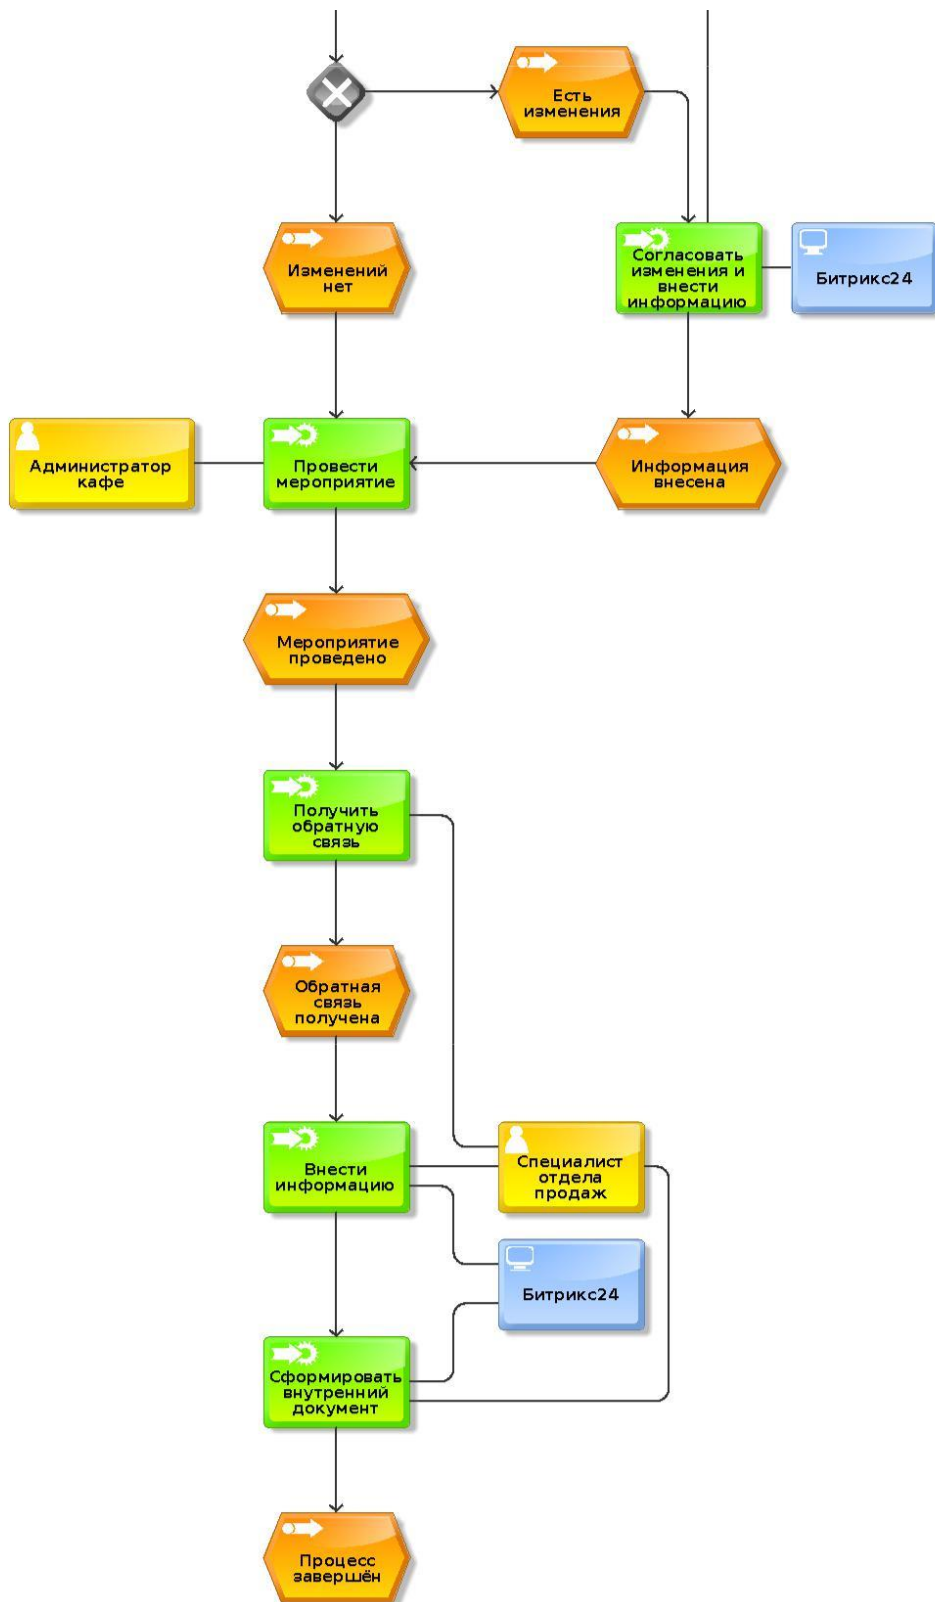 Есть
изменения
Изменений
нет
Согласовать
изменения и
внести
информацию
Битрикс24
Администратор
кафе
Провести
мероприятие
Информация
внесена
Мероприятие
проведено
Получить
обратную
связь
Обратная
связь
получена
Внести
информацию
Специалист
отдела
продаж
Битрикс24
Сформировать
внутренний
документ
Процесс
завершён